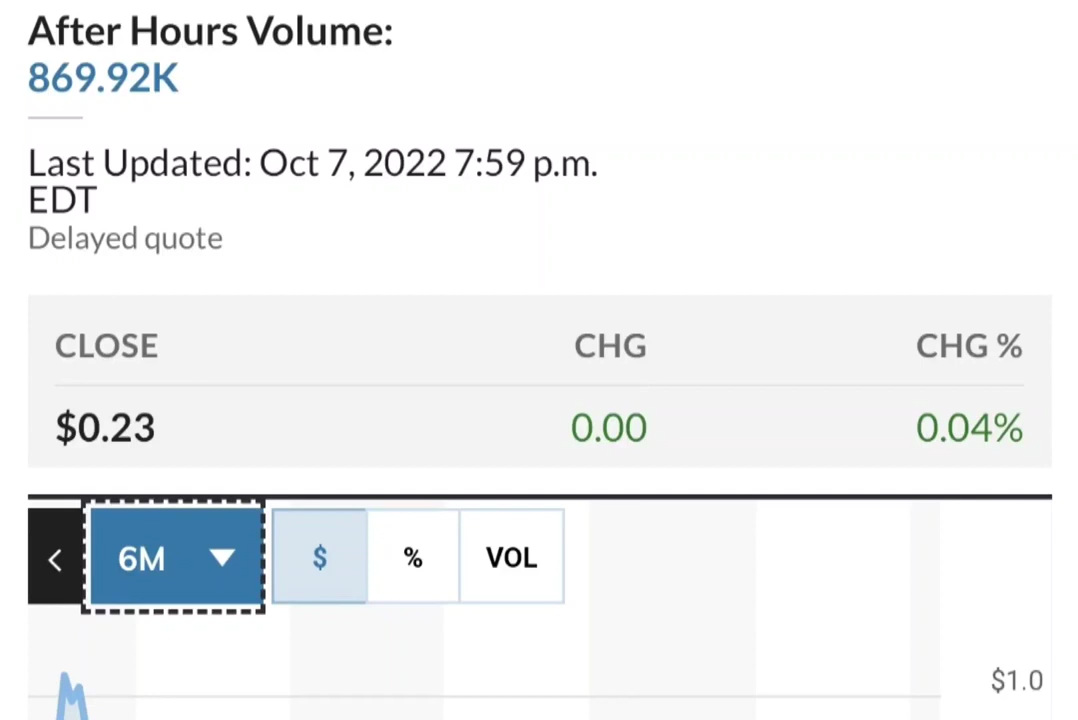 After Hours Volume:
869.92K
Last Updated: Oct 7, 2022 7:59 p.m.
EDT
Delayed quote
CLOSE CHG CHG %
$0.23 0.00 0.04%
6M $ % VOL
$1.0